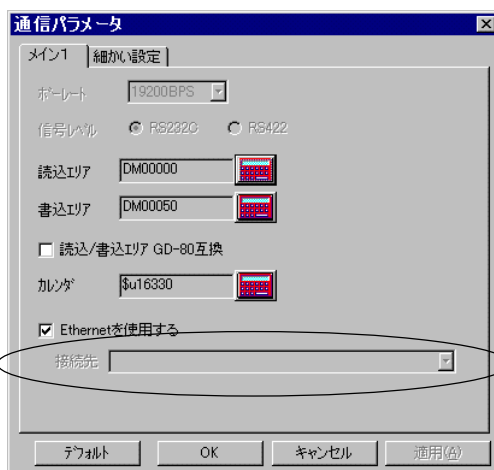 通信パラメータ
メイン1 細かい設定
ボーレート 19200BPS
信号レベル RS232C RS422
読込エリア DM00000
書込エリア DM00050
読込/書込エリア GD-80互換
カレンダ $u16330
Ethernetを使用する
接続先
デフォルト OK キャンセル 適用(A)